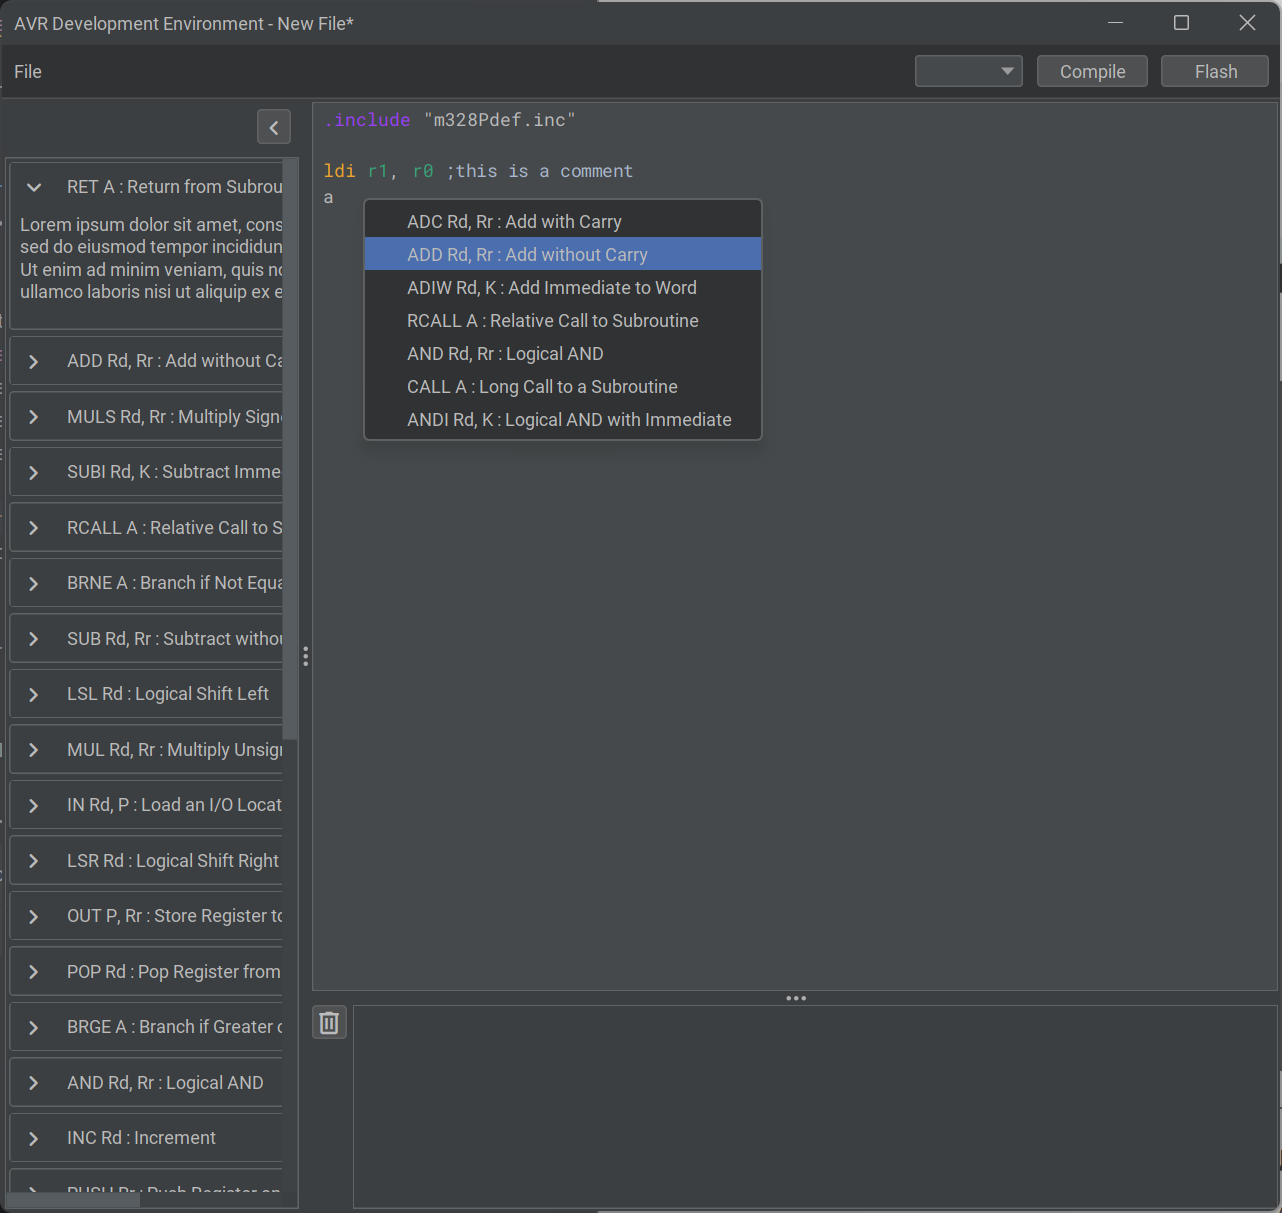 AVR Development Environment - New File*
File
Compile
Flash
RET A : Return from Subrou
Lorem ipsum dolor sit amet, cons
sed do eiusmod tempor incididun
Ut enim ad minim veniam, quis no
ullamco laboris nisi ut aliquip ex e
ADD Rd, Rr : Add without Ca
MULS Rd, Rr : Multiply Signe
SUBI Rd, K : Subtract Imme
RCALL A : Relative Call to S
BRNE A : Branch if Not Equa
SUB Rd, Rr : Subtract withou
LSL Rd : Logical Shift Left
MUL Rd, Rr : Multiply Unsign
IN Rd, P : Load an I/O Locat
LSR Rd : Logical Shift Right
OUT P, Rr : Store Register to
POP Rd : Pop Register from
BRGE A : Branch if Greater o
AND Rd, Rr : Logical AND
INC Rd : Increment
PUSH Rr : Push Register on
.include "m328Pdef.inc"
ldi r1, r0 ;this is a comment
a
ADC Rd, Rr : Add with Carry
ADD Rd, Rr : Add without Carry
ADIW Rd, K : Add Immediate to Word
RCALL A : Relative Call to Subroutine
AND Rd, Rr : Logical AND
CALL A : Long Call to a Subroutine
ANDI Rd, K : Logical AND with Immediate